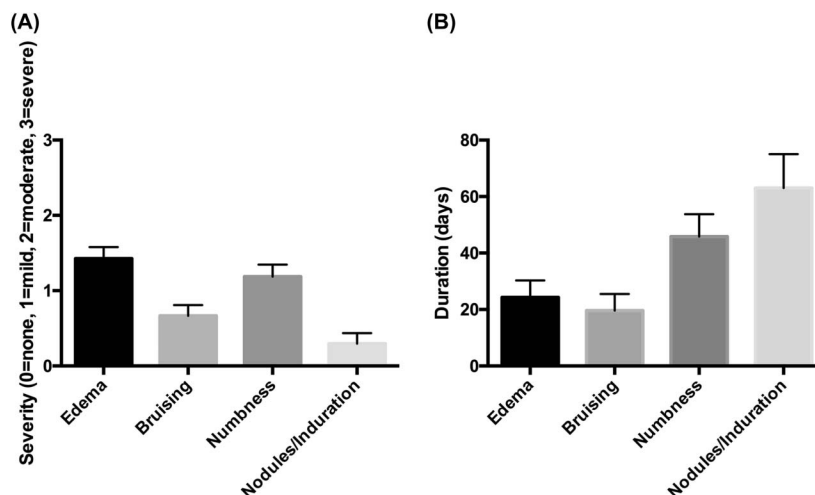 (A)
Severity (0=none, 1=mild, 2=moderate, 3=severe)
3
2
1
0
Edema
Bruising
Numbness
Nodules/Induration
(B)
Duration (days)
80
60
40
20
0
Edema
Bruising
Numbness
Nodules/Induration